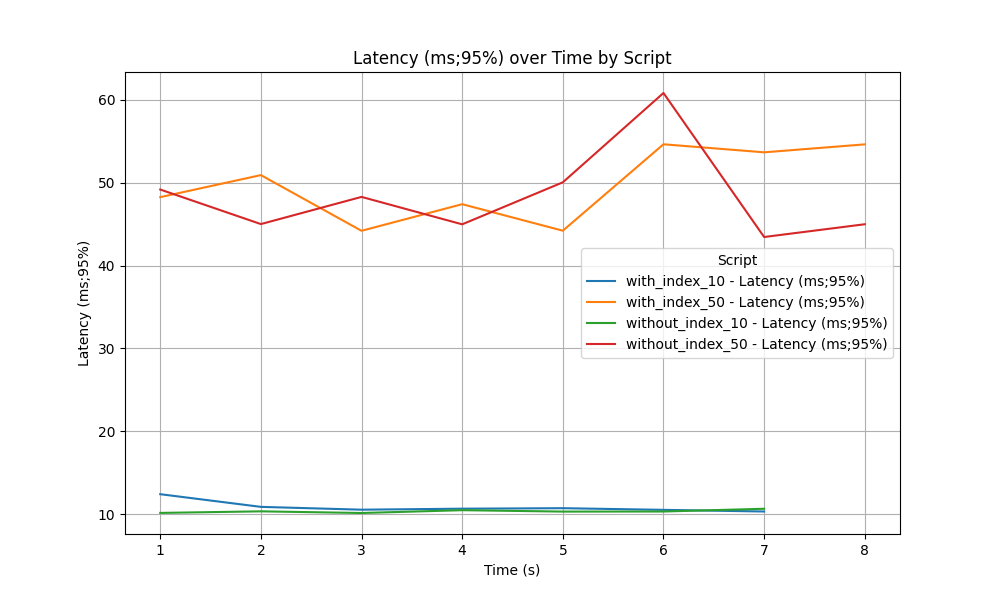 Latency (ms;95%) over Time by Script
Latency (ms;95%)
60
50
40
30
20
10
Script
with_index_10 - Latency (ms;95%)
with_index_50 - Latency (ms;95%)
without_index_10 - Latency (ms;95%)
without_index_50 - Latency (ms;95%)
1 2 3 4 5 6 7 8
Time (s)